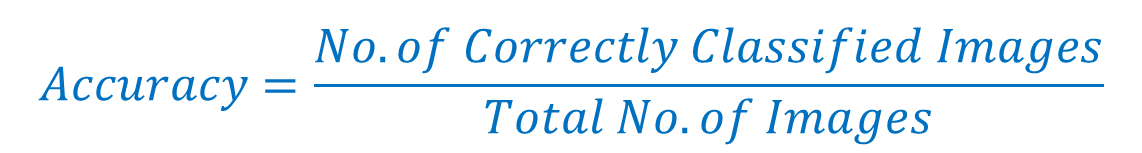 Accuracy = No. of Correctly Classified Images
Total No. of Images